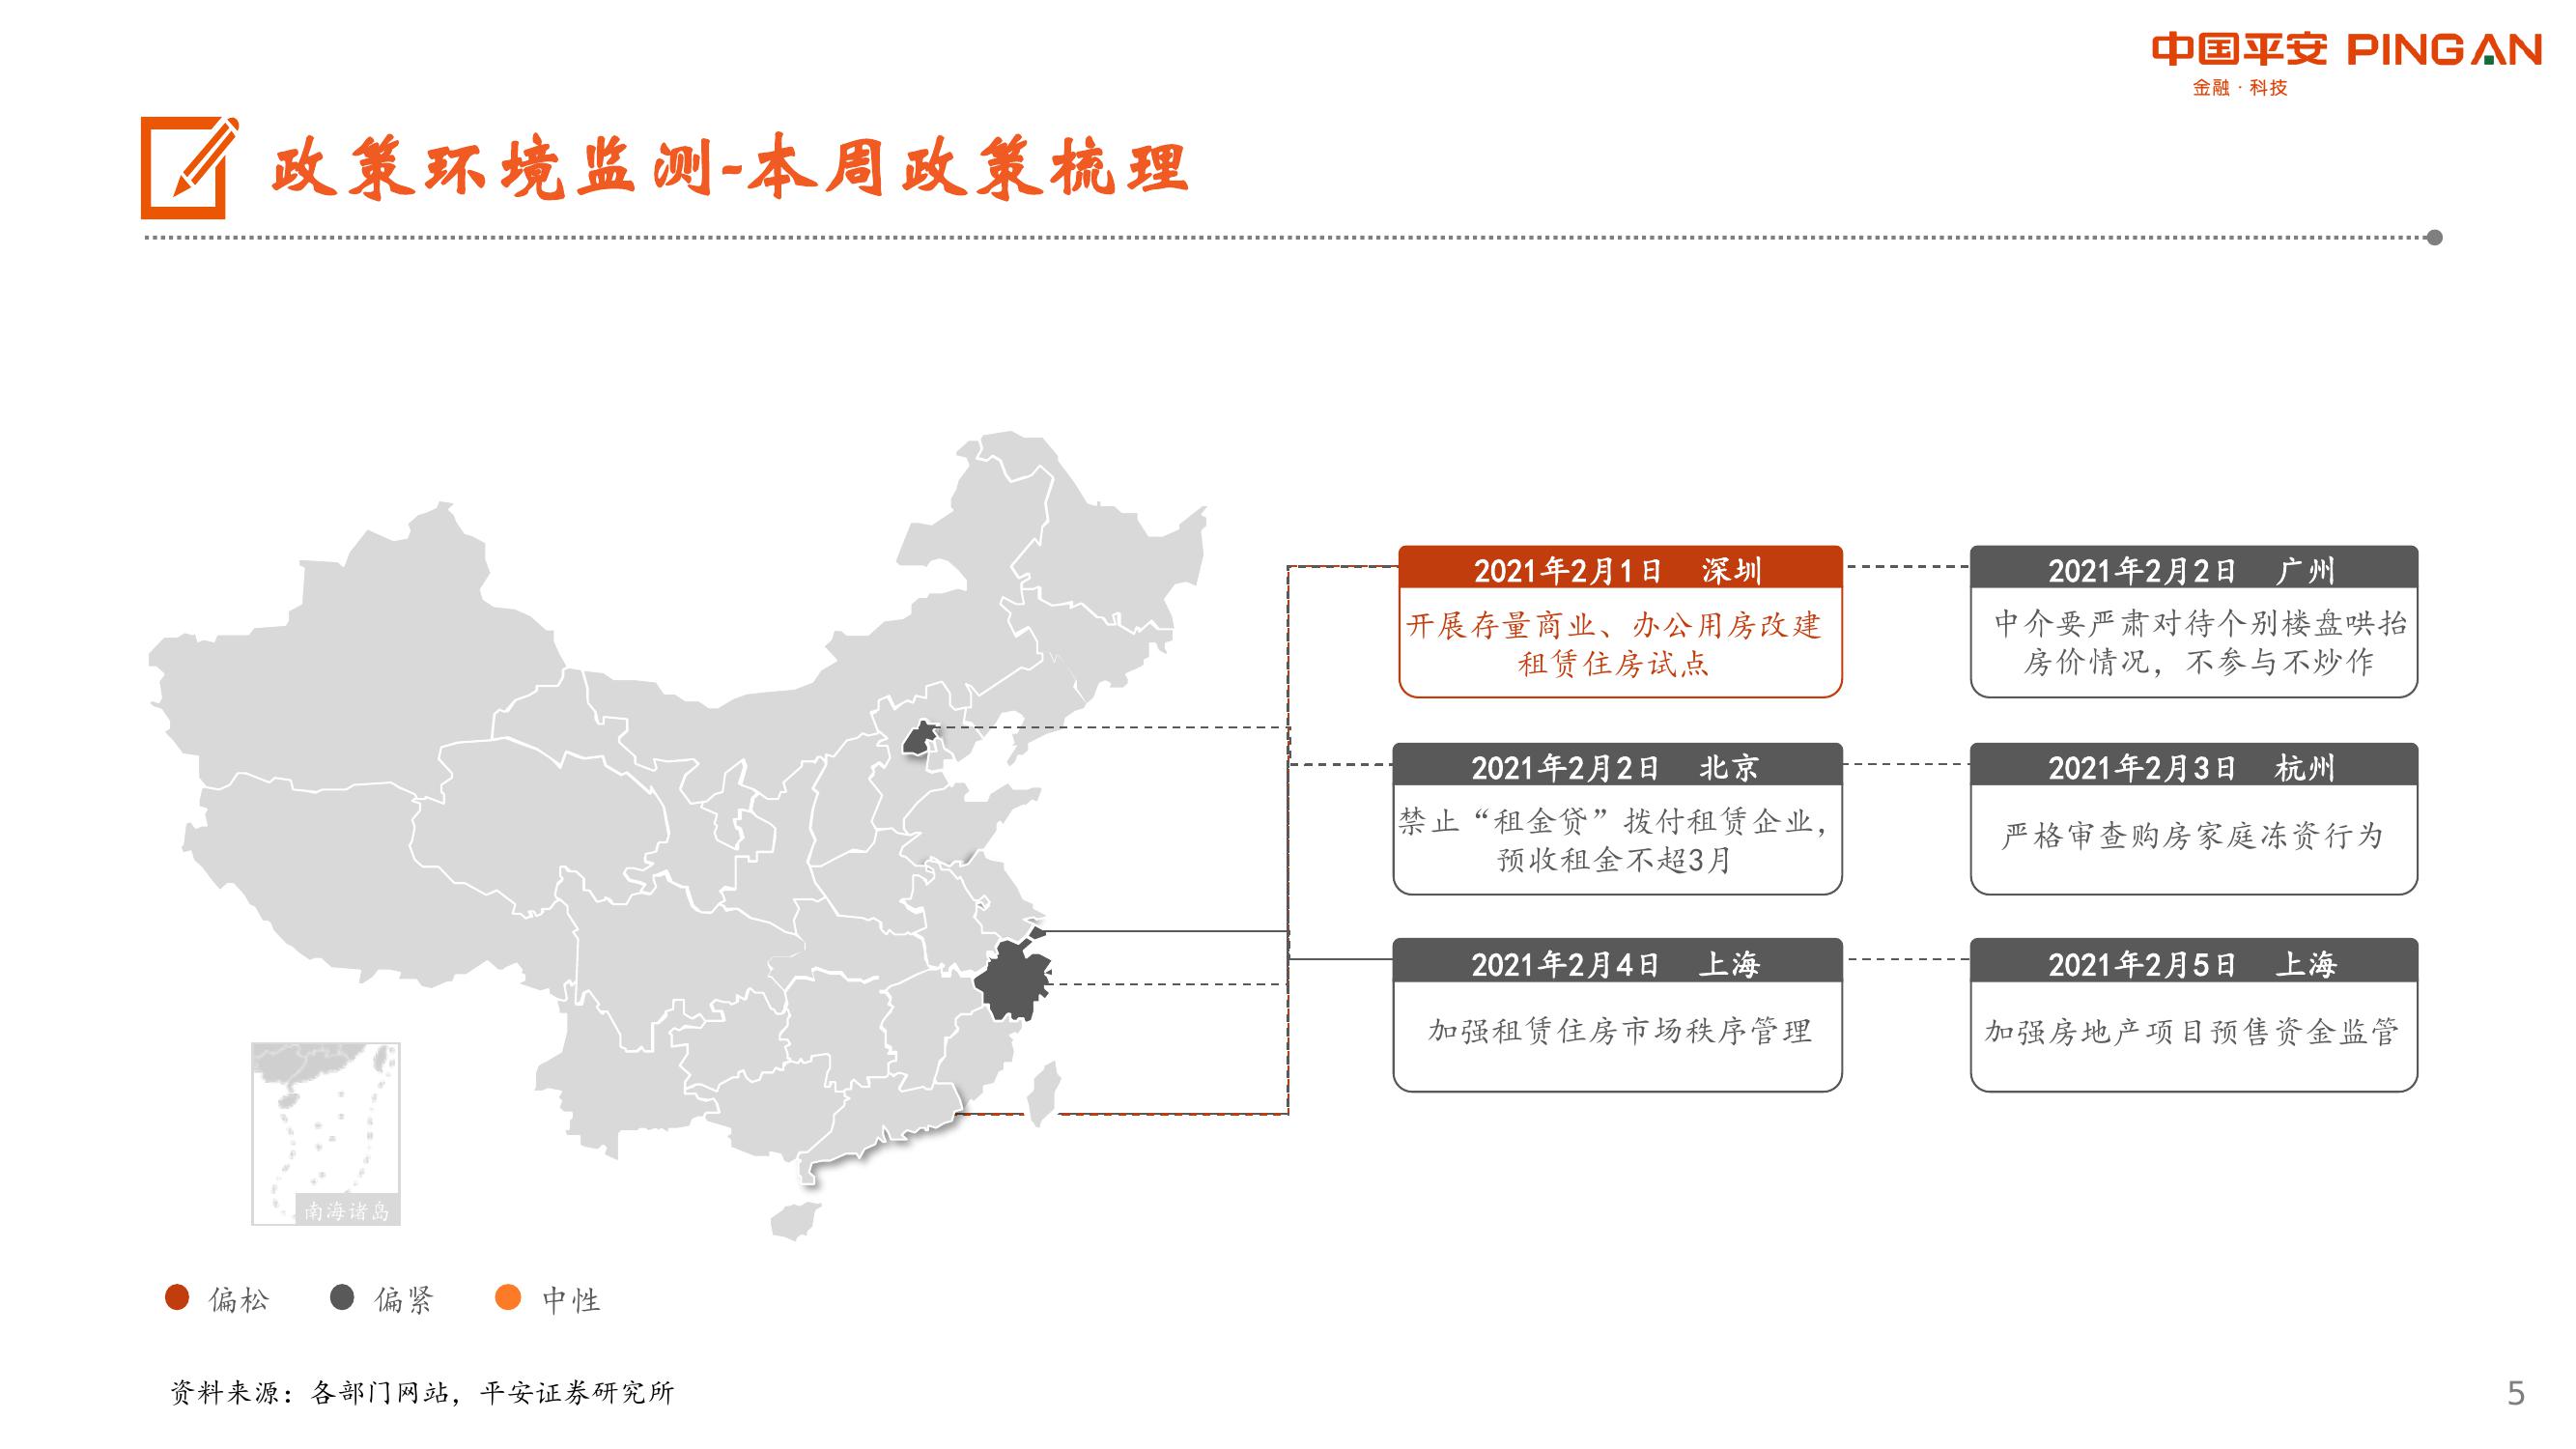 中国平安 PINGAN
金融·科技
政策环境监测-本周政策梳理
2021年2月1日 深圳
开展存量商业、办公用房改建
租赁住房试点
2021年2月2日 广州
中介要严肃对待个别楼盘哄抬
房价情况，不参与不炒作
2021年2月2日 北京
禁止“租金贷”拨付租赁企业，
预收租金不超3月
2021年2月3日 杭州
严格审查购房家庭冻资行为
2021年2月4日 上海
加强租赁住房市场秩序管理
2021年2月5日 上海
加强房地产项目预售资金监管
南海诸岛
偏松 偏紧 中性
资料来源：各部门网站，平安证券研究所
5